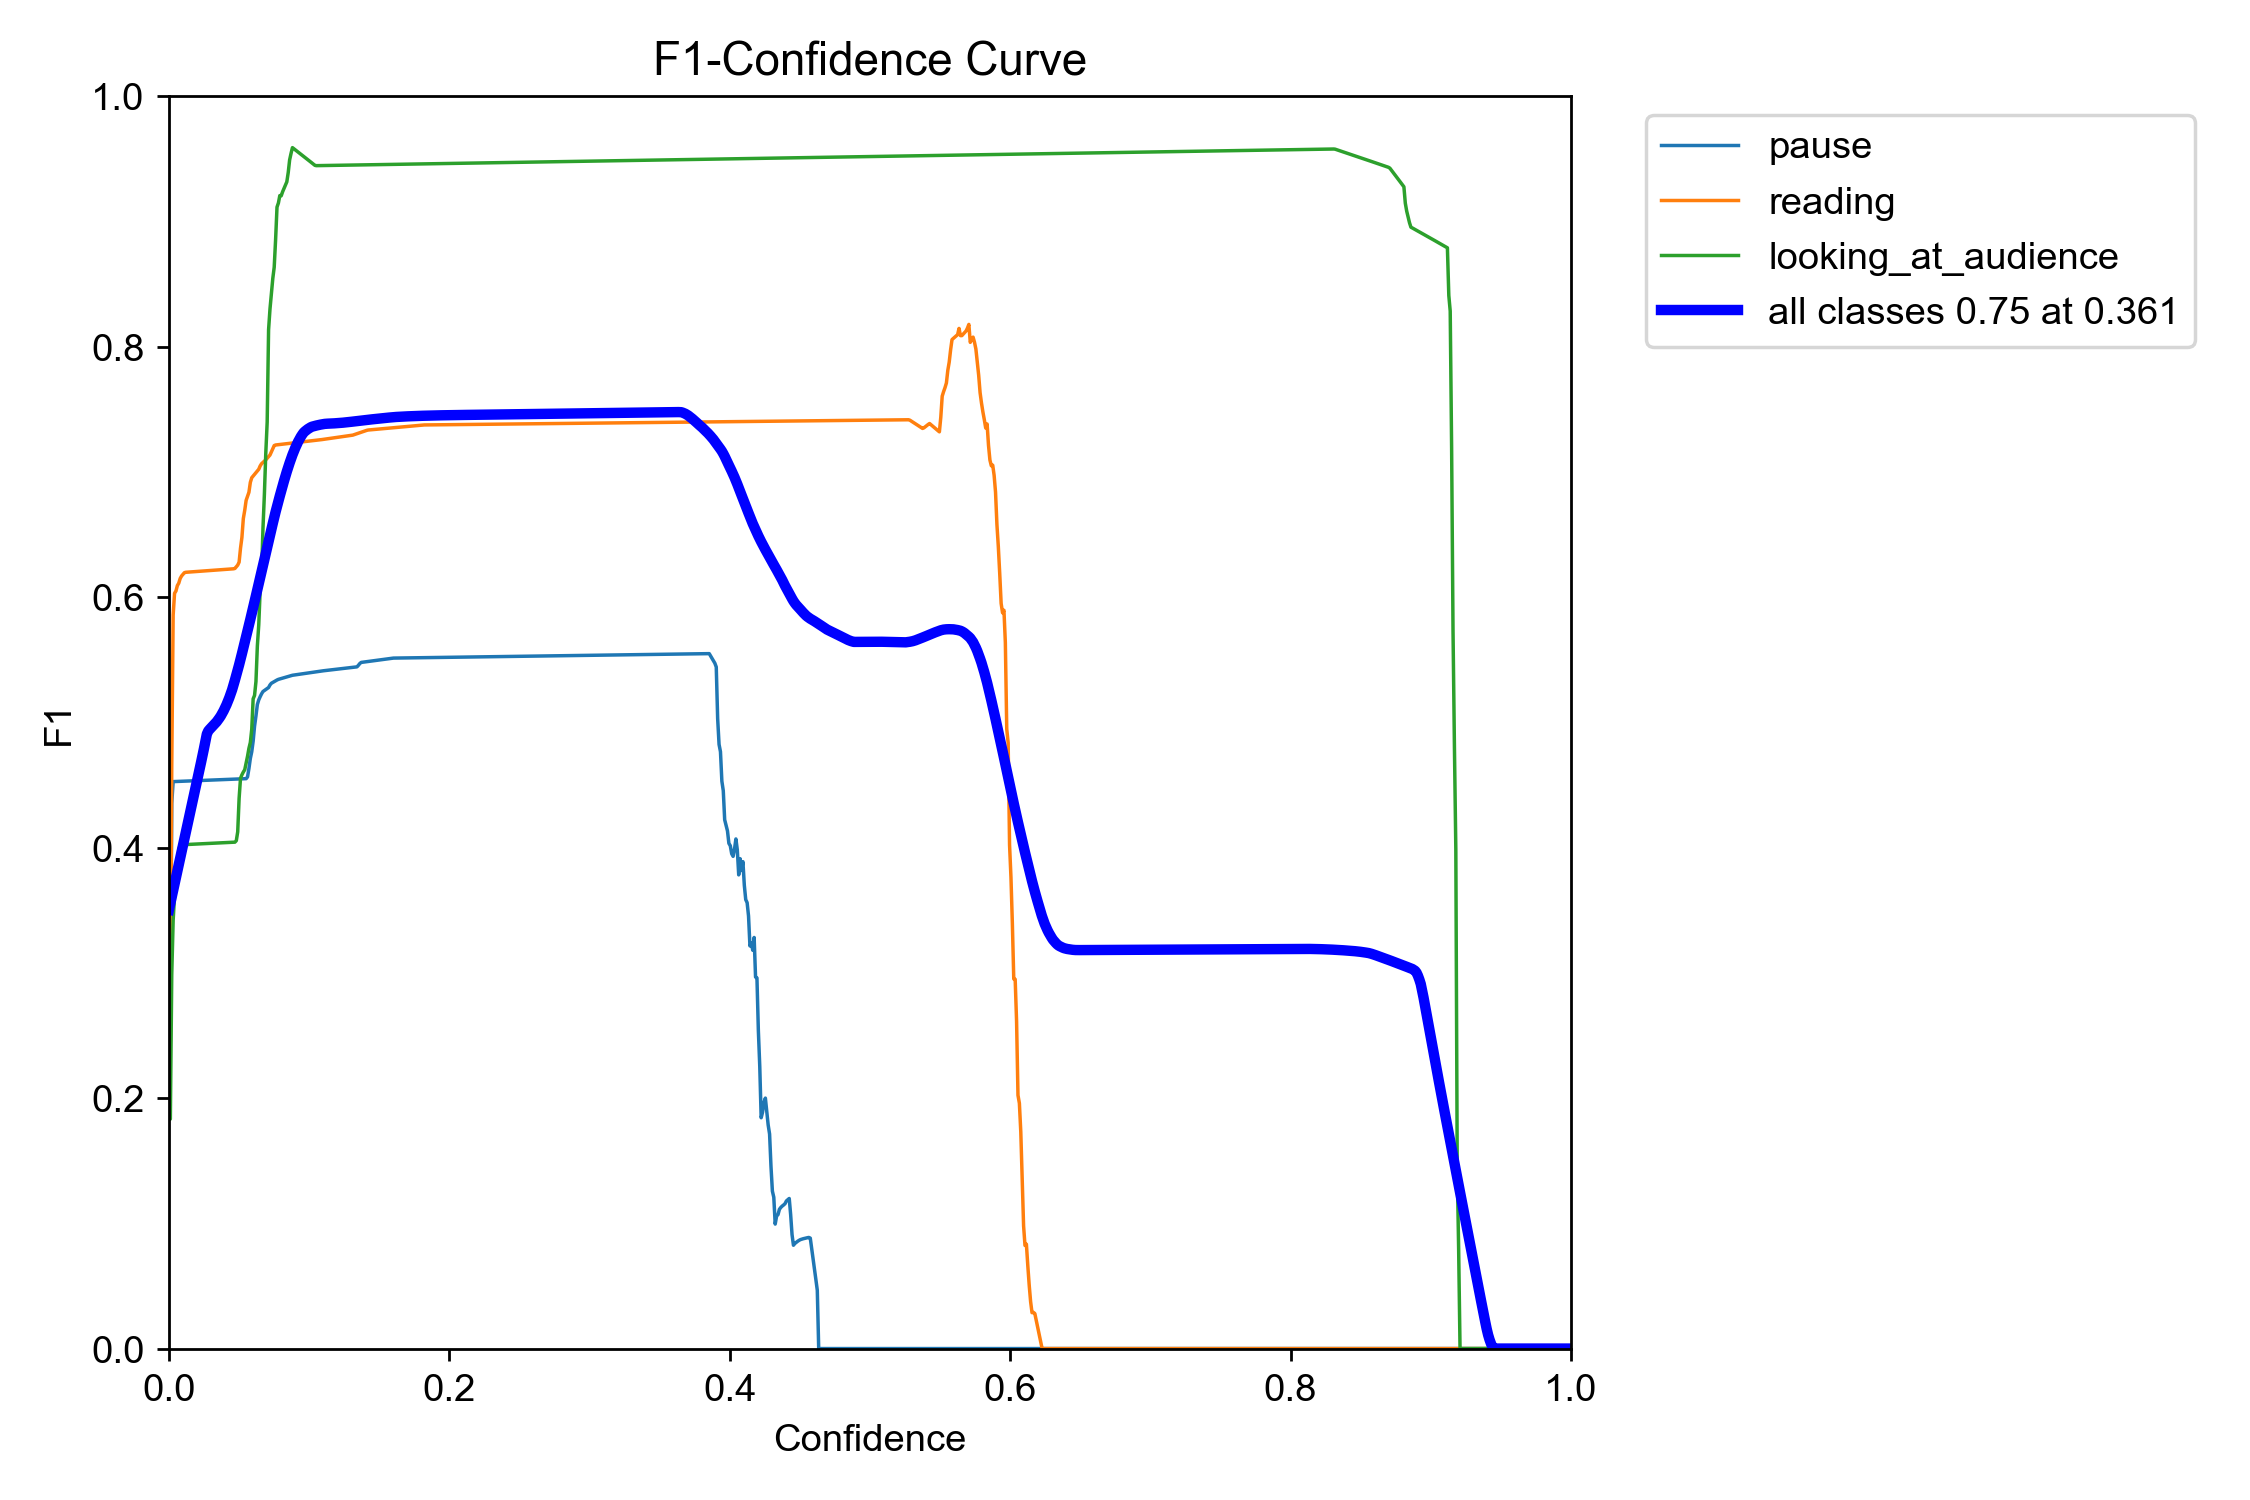 F1-Confidence Curve
1.0
0.8
0.6
0.4
0.2
0.0
F1
0.0 0.2 0.4 0.6 0.8 1.0
Confidence
pause
reading
looking_at_audience
all classes 0.75 at 0.361